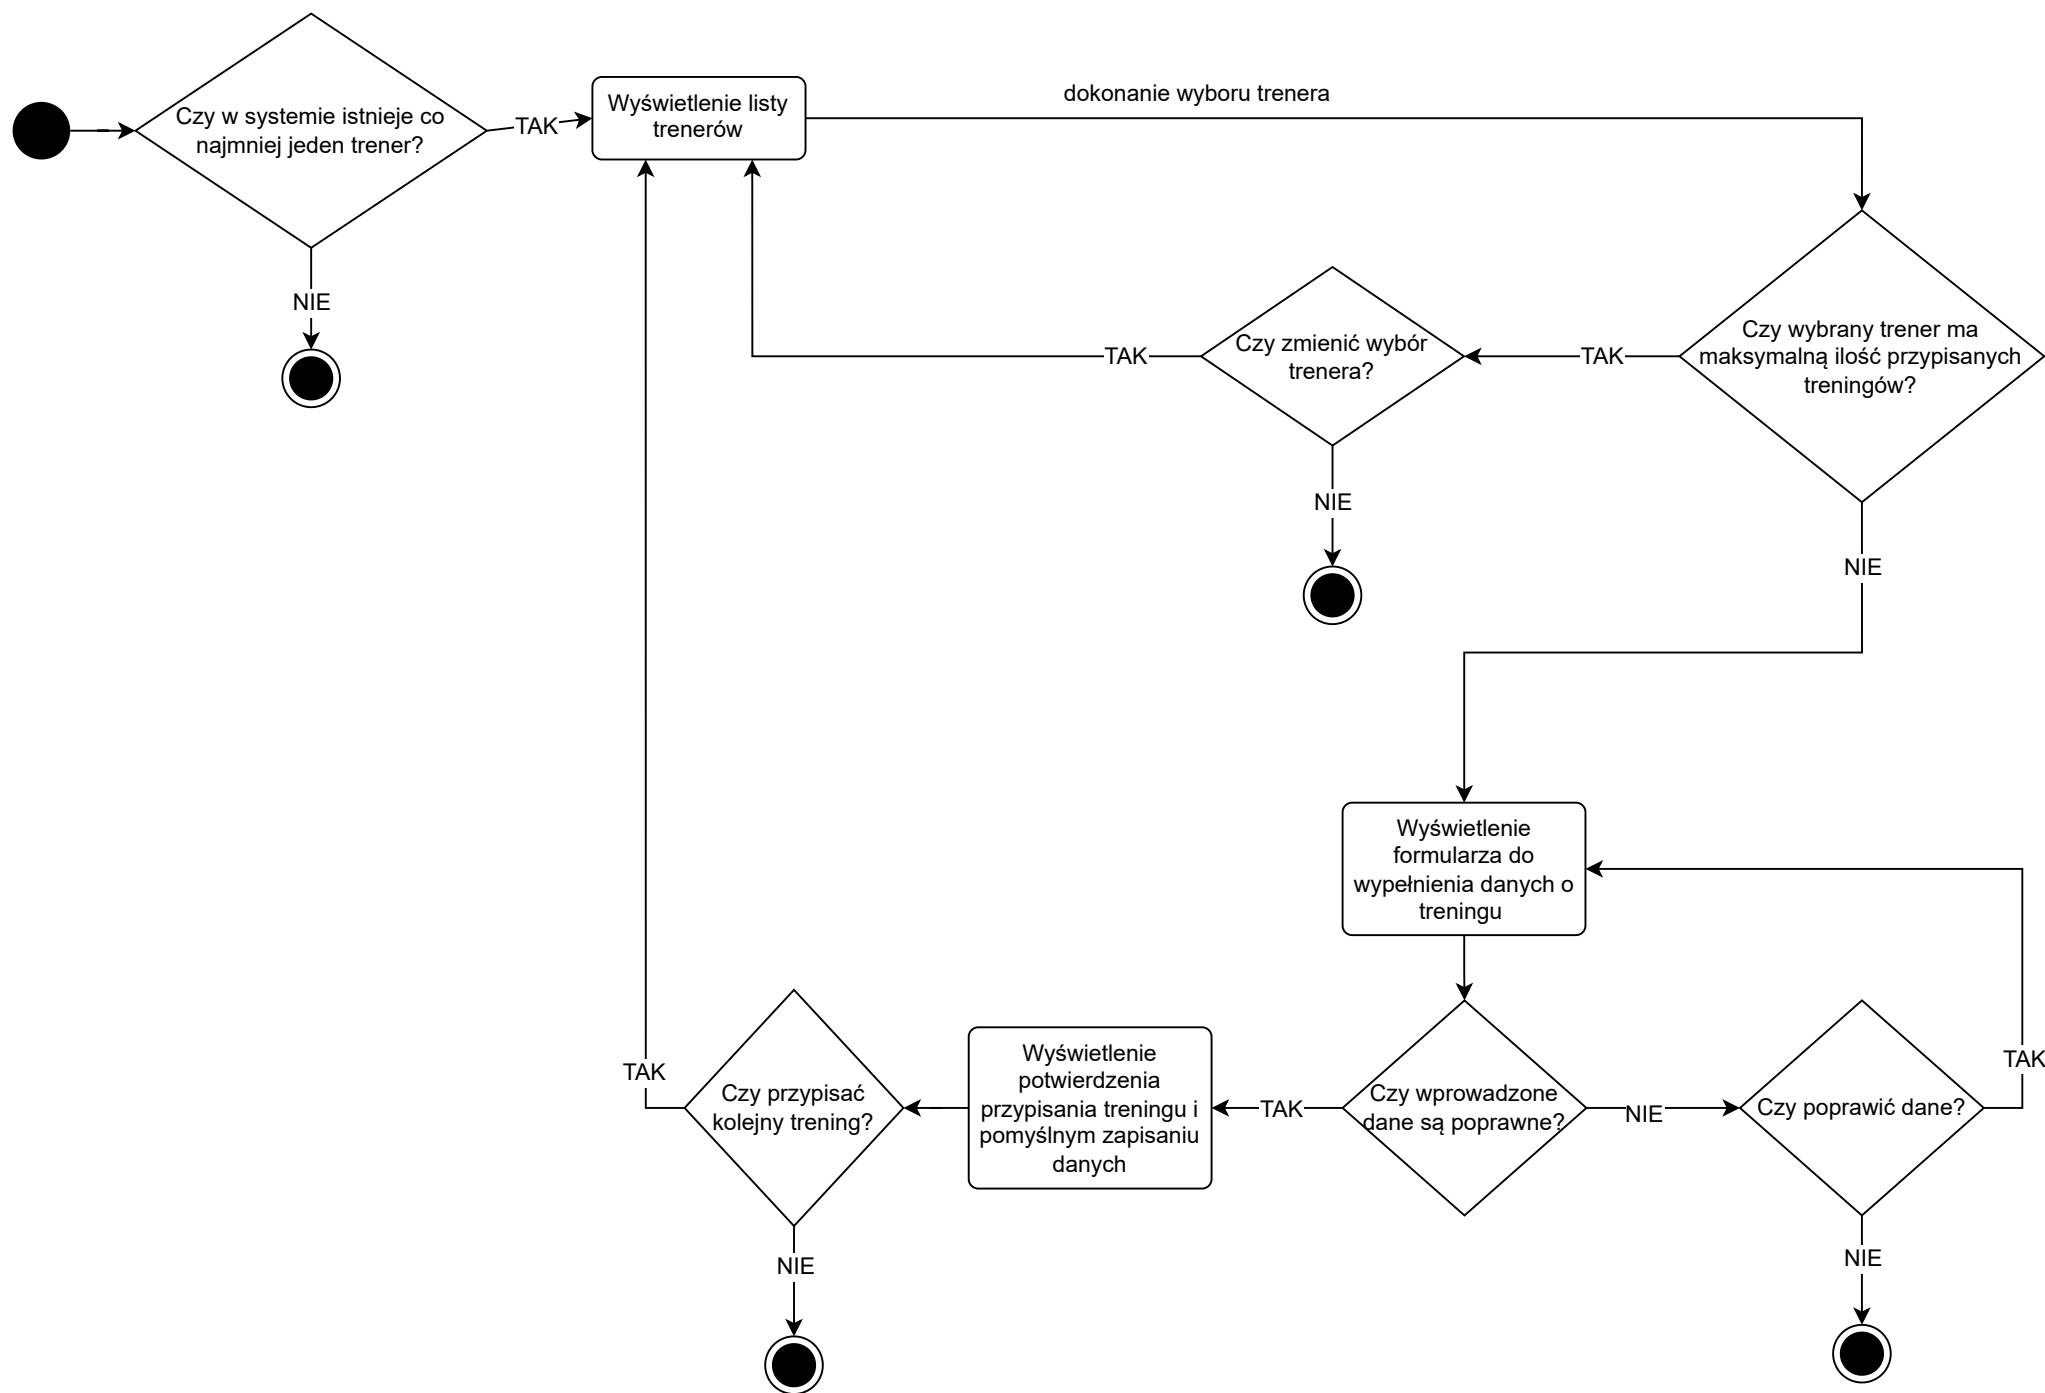 Czy w systemie istnieje co
najmniej jeden trener?
TAK
Wyświetlenie listy
trenerów
dokonanie wyboru trenera
NIE
Czy zmienić wybór
trenera?
TAK
TAK
Czy wybrany trener ma
maksymalną ilość przypisanych
treningów?
NIE
NIE
Wyświetlenie
formularza do
wypełnienia danych o
treningu
TAK
Czy przypisać
kolejny trening?
Wyświetlenie
potwierdzenia
przypisania treningu i
pomyślnym zapisaniu
danych
TAK
Czy wprowadzone
dane są poprawne?
NIE
Czy poprawić dane?
TAK
NIE
NIE